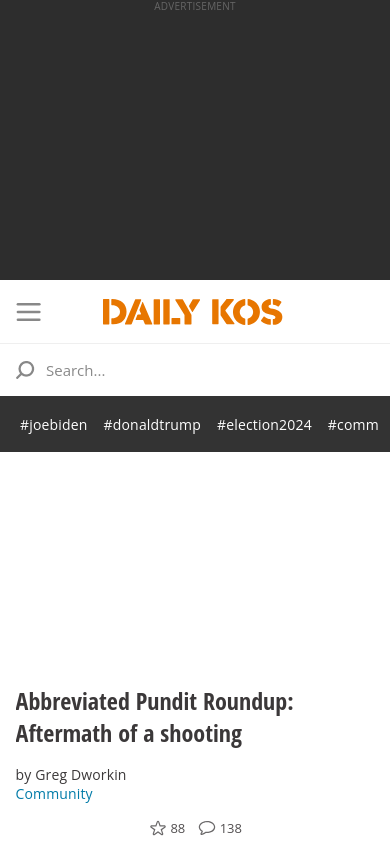 ADVERTISEMENT
DAILY KOS
Search...
#joebiden #donaldtrump #election2024 #comm
Abbreviated Pundit Roundup:
Aftermath of a shooting
by Greg Dworkin
Community
88 138